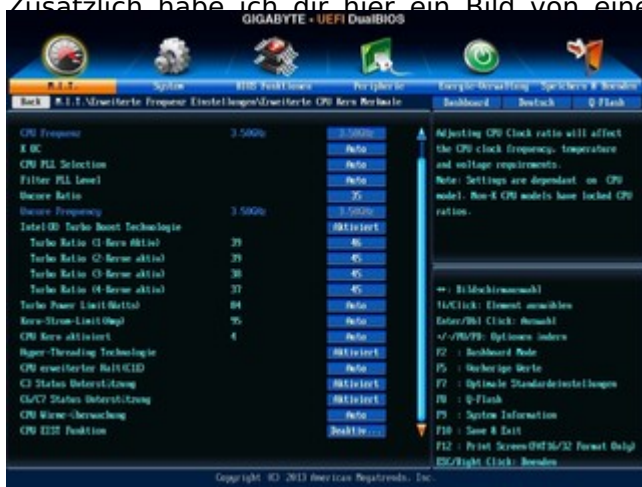 Zusätzlich habe ich dir hier ein Bild von eine
GIGABYTE - UEFI DualBIOS
M.I.T. System BIOS Funktionen Peripherie Energie-Verwaltung Speichern & Beenden
Back M.I.T.\Erweiterte Frequenz Einstellungen\Erweiterte CPU Kern Merkmale Dashboard Deutsch Q-Flash
CPU Frequenz 3.50GHz 3.50GHz
K OC Auto
CPU PLL Selection Auto
Filter PLL Level Auto
Uncore Ratio 35
Uncore Frequency 3.50GHz 3.50GHz
Intel(R) Turbo Boost Technologie Aktiviert
Turbo Ratio (1-Kern Aktiv) 39 46
Turbo Ratio (2-Kerne aktiv) 39 45
Turbo Ratio (3-Kerne aktiv) 38 45
Turbo Ratio (4-Kerne aktiv) 37 45
Turbo Power Limit(Watts) 84 Auto
Kern-Strom-Limit(Amp) 95 Auto
CPU Kern aktiviert 4 Auto
Hyper-Threading Technologie Aktiviert
CPU erweiterter Halt(C1E) Aktiviert
C3 Status Unterstützung Aktiviert
C6/C7 Status Unterstützung Aktiviert
CPU Wärme-Überwachung Auto
CPU EIST Funktion Deaktiv...
Adjusting CPU Clock ratio will affect
the CPU clock frequency, temperature
and voltage requirements.
Note: Settings are dependant on CPU
model. Non-K CPU models have locked CPU
ratios.
↔: Bildschirmauswahl
↑↓/Click: Element auswählen
Enter/Dbl Click: Auswahl
+/-/PU/PD: Optionen ändern
F2 : Dashboard Mode
F5 : Vorherige Werte
F7 : Optimale Standardeinstellungen
F8 : Q-Flash
F9 : System Information
F10 : Save & Exit
F12 : Print Screen(FAT16/32 Format Only)
ESC/Right Click: Beenden
Copyright (C) 2013 American Megatrends, Inc.